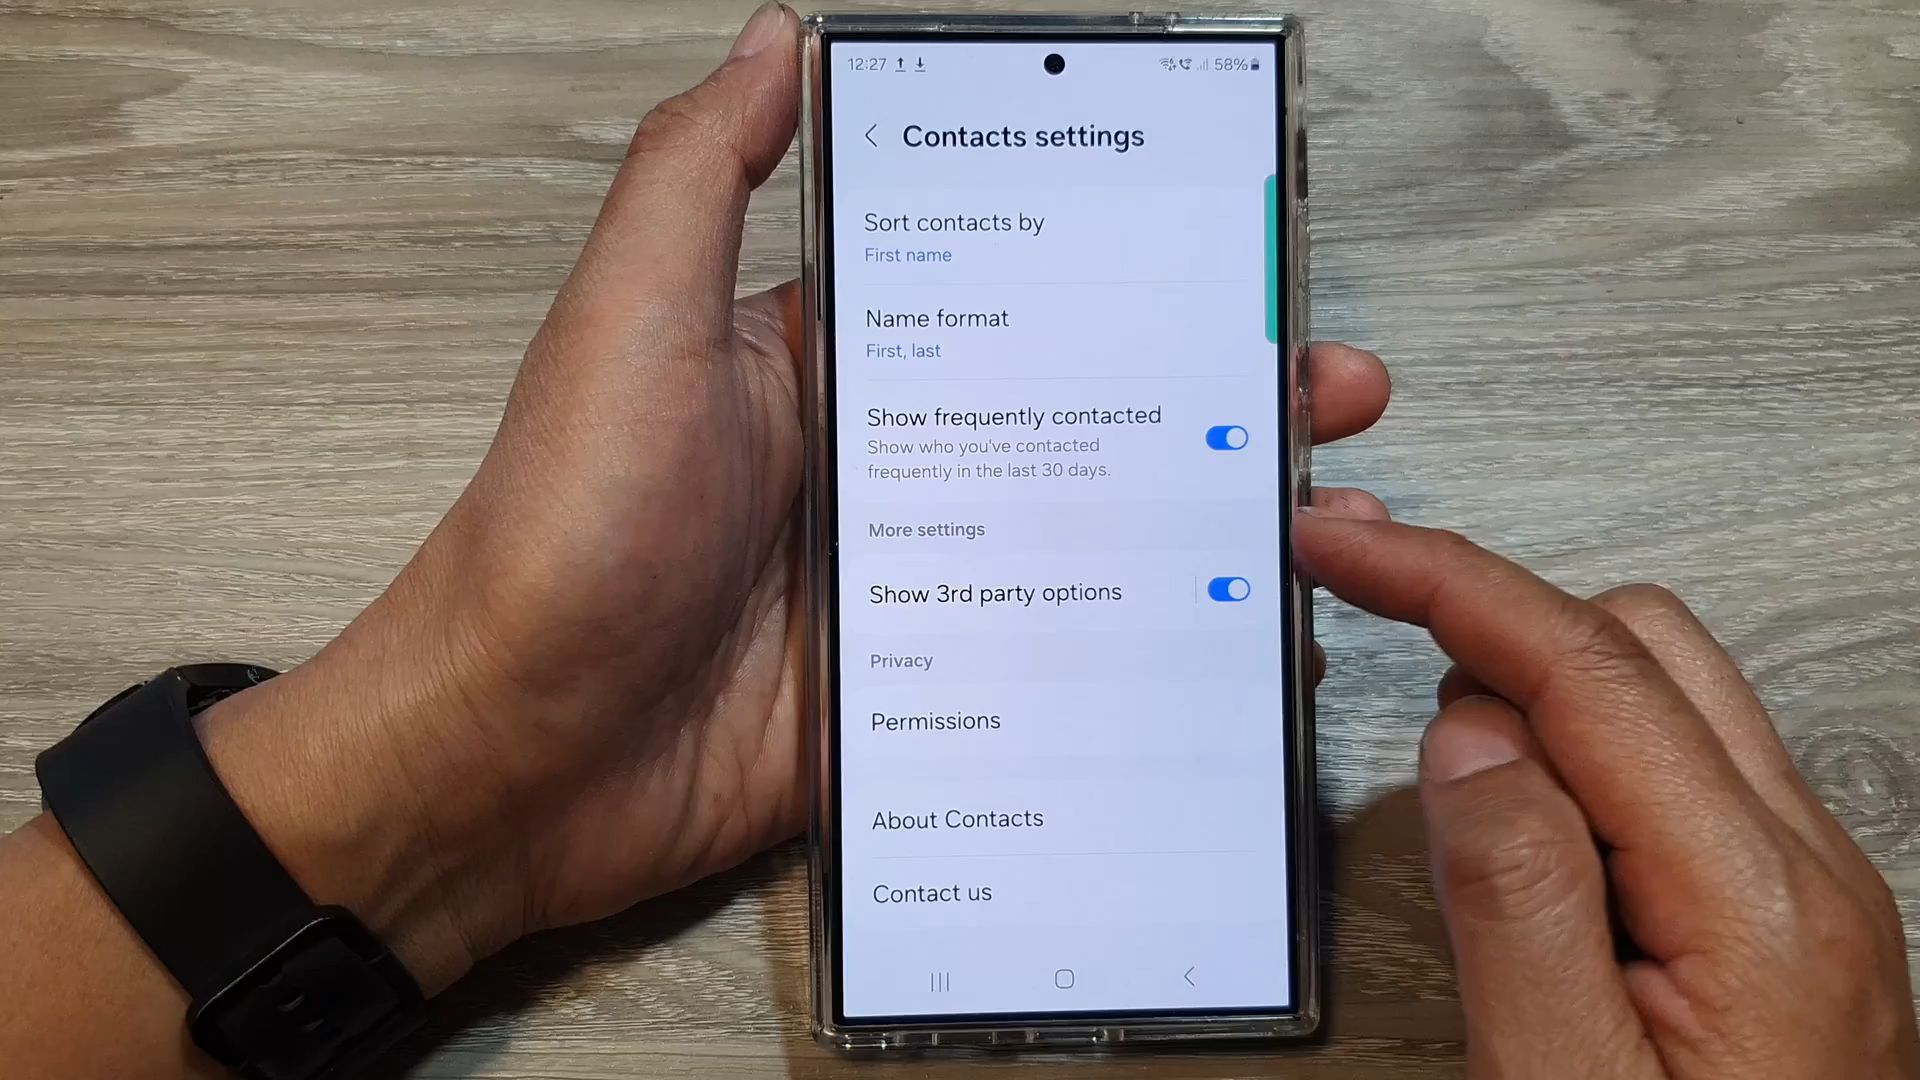 12:27 58%
Contacts settings
Sort contacts by
First name
Name format
First, last
Show frequently contacted
Show who you've contacted
frequently in the last 30 days.
More settings
Show 3rd party options
Privacy
Permissions
About Contacts
Contact us